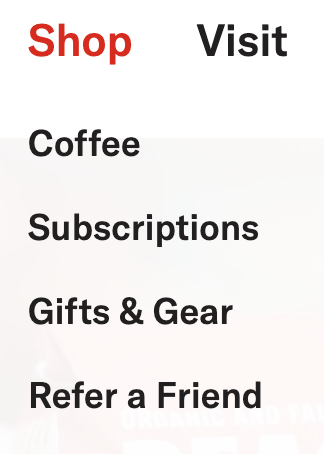 Shop Visit
Coffee
Subscriptions
Gifts & Gear
Refer a Friend